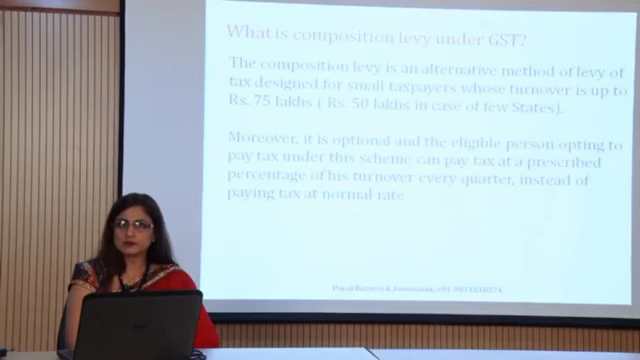 What is composition levy under GST?
The composition levy is an alternative method of levy of
tax designed for small taxpayers whose turnover is up to
Rs. 75 lakhs ( Rs. 50 lakhs in case of few States).
Moreover, it is optional and the eligible person opting to
pay tax under this scheme can pay tax at a prescribed
percentage of his turnover every quarter, instead of
paying tax at normal rate
& Associates,